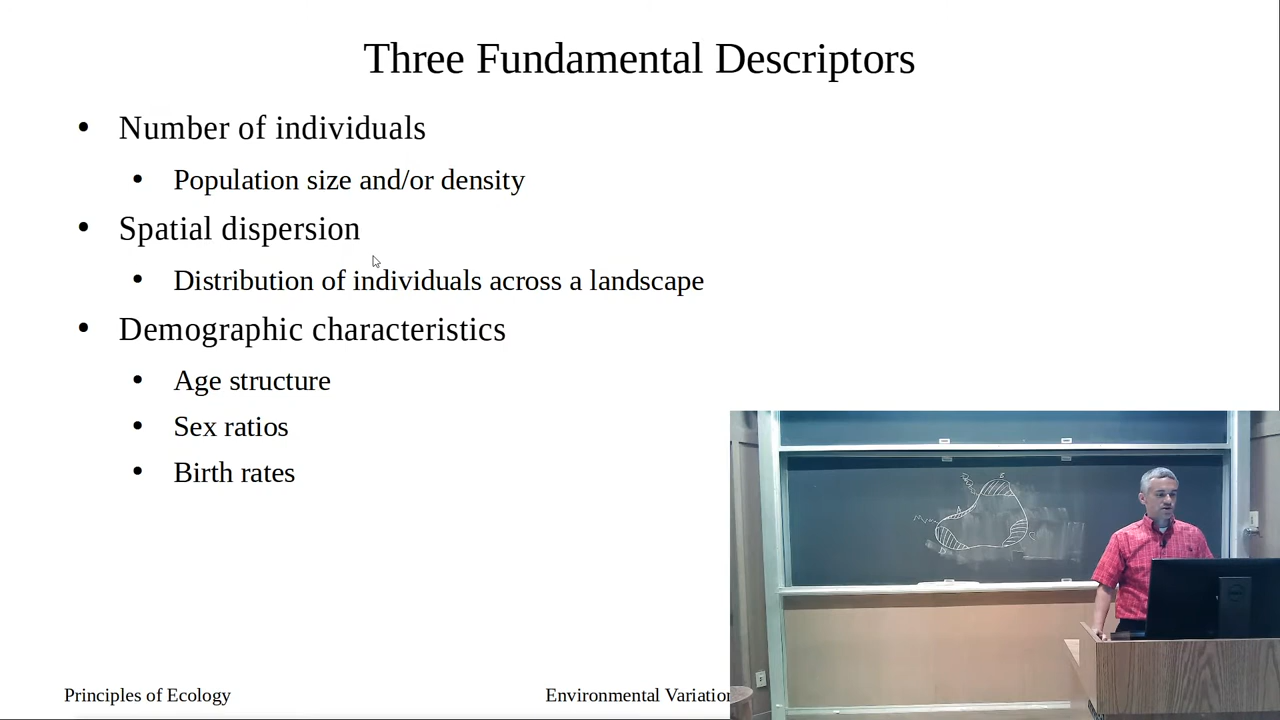 Three Fundamental Descriptors
• Number of individuals
• Population size and/or density
• Spatial dispersion
• Distribution of individuals across a landscape
• Demographic characteristics
• Age structure
• Sex ratios
• Birth rates
Principles of Ecology
Environmental Variation